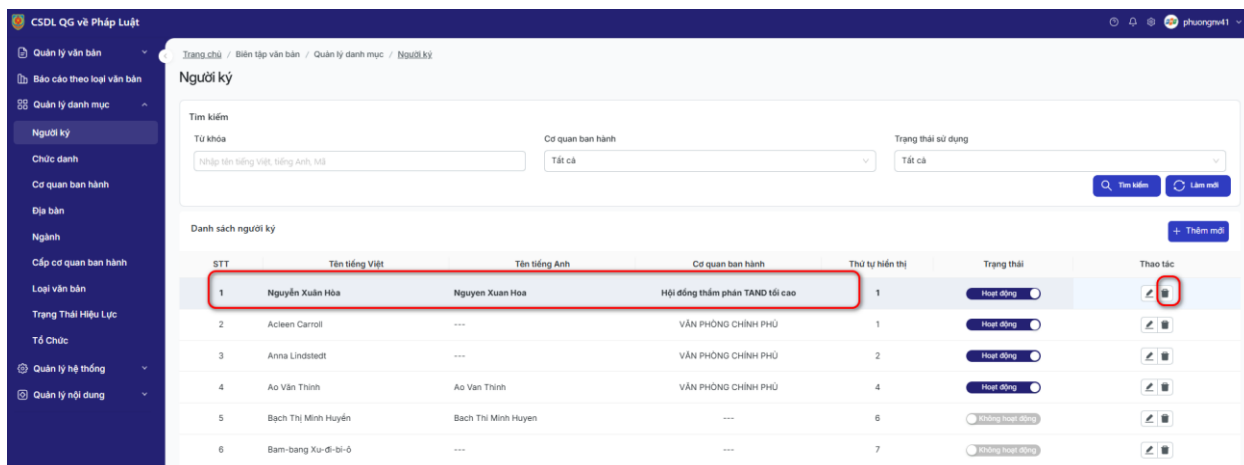 CSDL QG về Pháp Luật
phuongnv41
Quản lý văn bản
Báo cáo theo loại văn bản
Quản lý danh mục
Người ký
Chức danh
Cơ quan ban hành
Địa bàn
Ngành
Cấp cơ quan ban hành
Loại văn bản
Trạng Thái Hiệu Lực
Tổ Chức
Quản lý hệ thống
Quản lý nội dung
Trang chủ / Biên tập văn bản / Quản lý danh mục / Người ký
Người ký
Tìm kiếm
Từ khóa Cơ quan ban hành Trạng thái sử dụng
Nhập tên tiếng Việt, tiếng Anh, Mã Tất cả Tất cả
Tìm kiếm Làm mới
Danh sách người ký + Thêm mới
STT Tên tiếng Việt Tên tiếng Anh Cơ quan ban hành Thứ tự hiển thị Trạng thái Thao tác
1 Nguyễn Xuân Hòa Nguyen Xuan Hoa Hội đồng thẩm phán TAND tối cao 1 Hoạt động
2 Acleen Carroll --- VĂN PHÒNG CHÍNH PHỦ 1 Hoạt động
3 Anna Lindstedt --- VĂN PHÒNG CHÍNH PHỦ 2 Hoạt động
4 Ao Văn Thinh Ao Van Thinh VĂN PHÒNG CHÍNH PHỦ 4 Hoạt động
5 Bạch Thị Minh Huyền Bach Thi Minh Huyen --- 6 Không hoạt động
6 Bam-bang Xu-đi-bi-ô --- --- 7 Không hoạt động